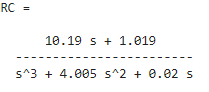 RC =
10.19 s + 1.019
--------------------------
s^3 + 4.005 s^2 + 0.02 s